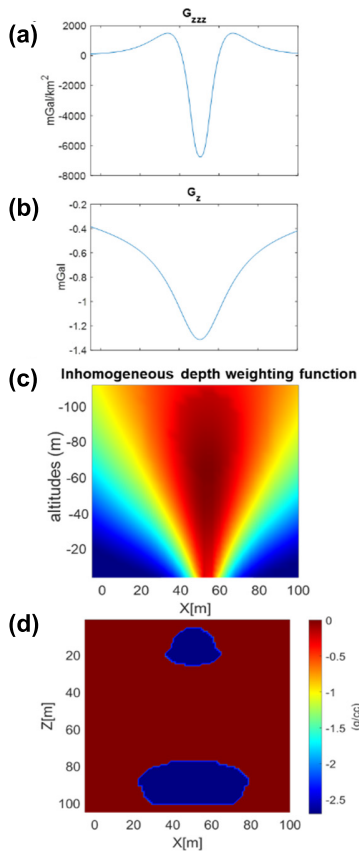 (a)
G_zzz
2000
0
-2000
-4000
-6000
-8000
mGal/km²
(b)
G_z
-0.2
-0.4
-0.6
-0.8
-1
-1.2
-1.4
mGal
(c)
Inhomogeneous depth weighting function
-100
-80
-60
-40
-20
altitudes (m)
0 20 40 60 80 100
X[m]
(d)
20
40
60
80
100
Z[m]
0 20 40 60 80 100
X[m]
0
-0.5
-1
-1.5
-2
-2.5
(g/cc)